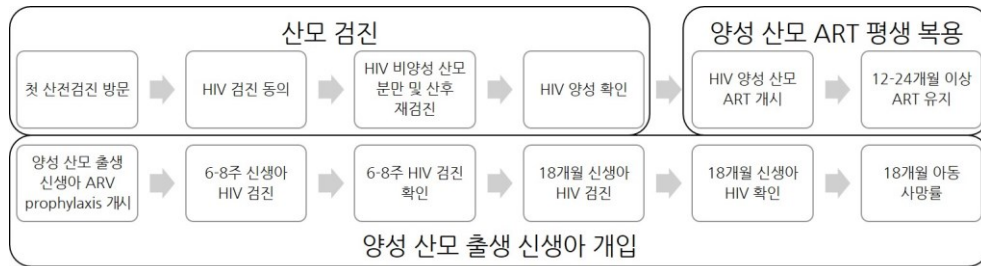 산모 검진
양성 산모 ART 평생 복용
첫 산전검진 방문
HIV 검진 동의
HIV 비양성 산모
분만 및 산후
재검진
HIV 양성 확인
HIV 양성 산모
ART 개시
12-24개월 이상
ART 유지
양성 산모 출생
신생아 ARV
prophylaxis 개시
6-8주 신생아
HIV 검진
6-8주 HIV 검진
확인
18개월 신생아
HIV 검진
18개월 신생아
HIV 확인
18개월 아동
사망률
양성 산모 출생 신생아 개입